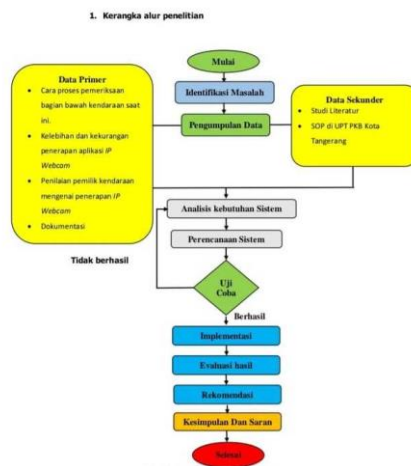 1. Kerangka alur penelitian
Mulai
Identifikasi Masalah
Pengumpulan Data
Data Primer
• Cara proses pemeriksaan
bagian bawah kendaraan saat
ini.
• Kelebihan dan kekurangan
penerapan aplikasi IP
Webcam
• Penilaian pemilik kendaraan
mengenai penerapan IP
Webcam
• Dokumentasi
Data Sekunder
• Studi Literatur
• SOP di UPT PKB Kota
Tangerang
Analisis kebutuhan Sistem
Perencanaan Sistem
Tidak berhasil
Uji
Coba
Berhasil
Implementasi
Evaluasi hasil
Rekomendasi
Kesimpulan Dan Saran
Selesai